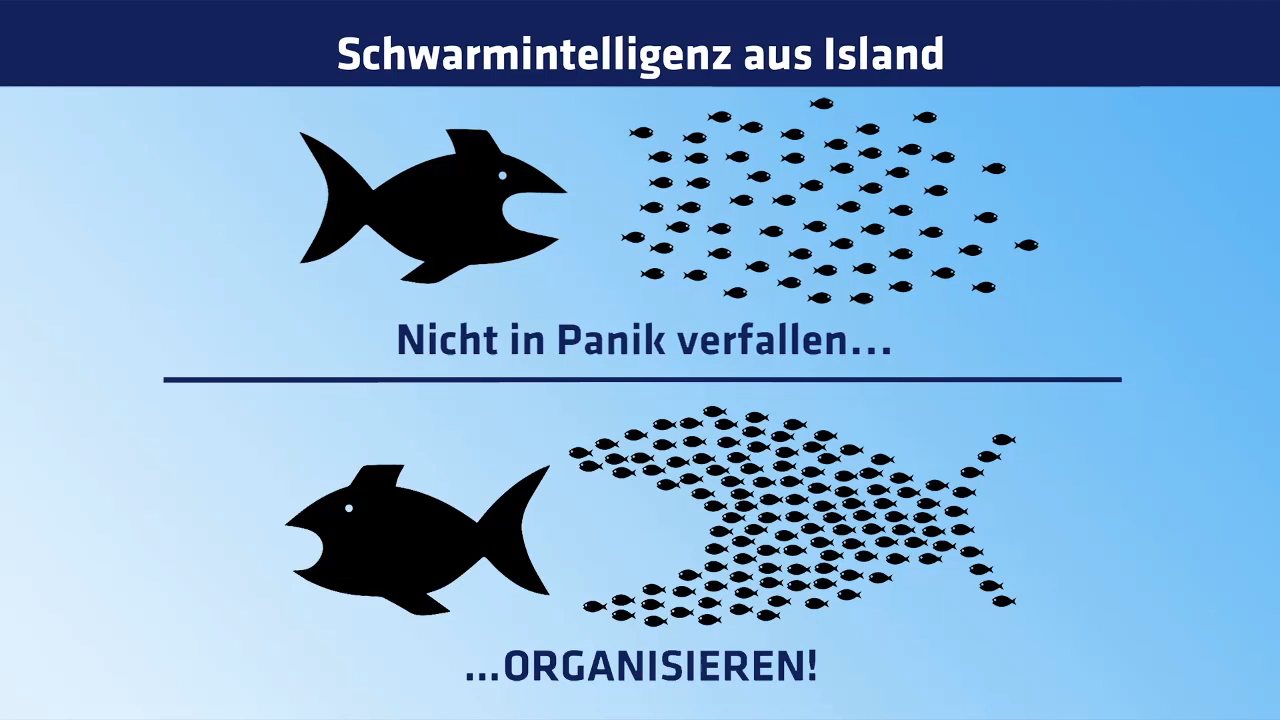 Schwarmintelligenz aus Island
Nicht in Panik verfallen...
...ORGANISIEREN!